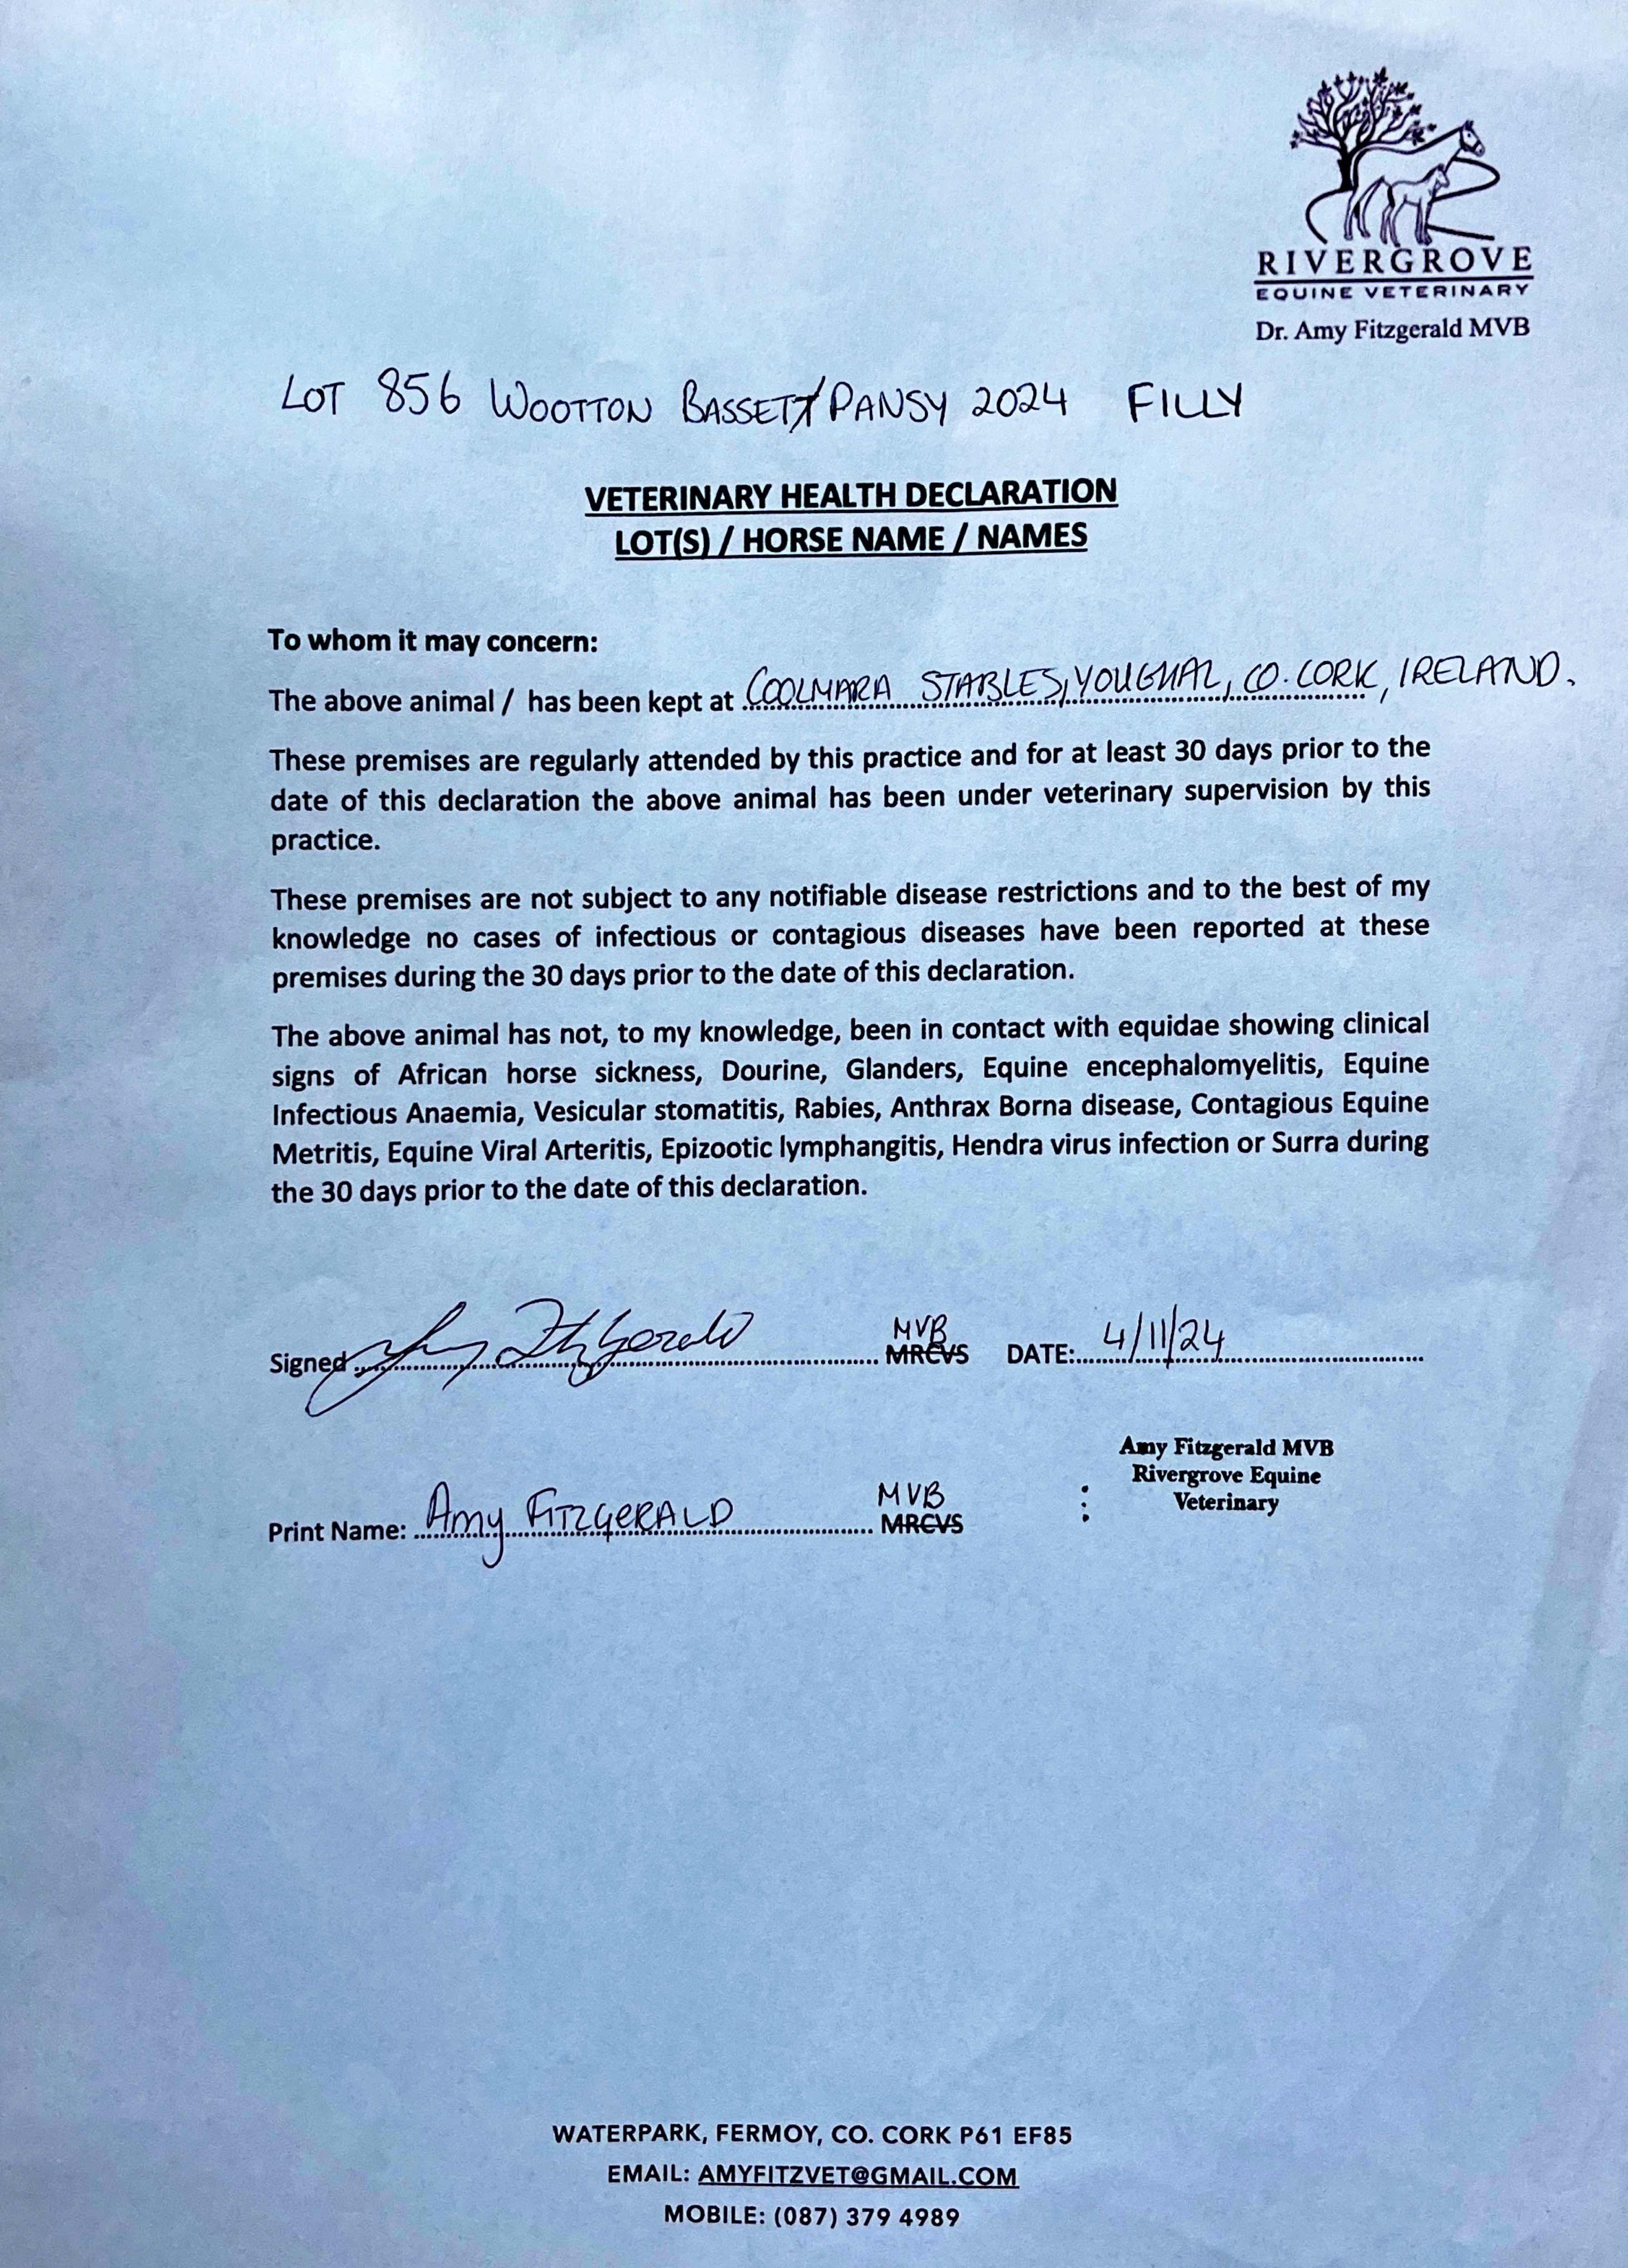 RIVERGROVE
EQUINE VETERINARY
Dr. Amy Fitzgerald MVB
LOT 856 WOOTTON BASSETT/PANSY 2024 FILLY
VETERINARY HEALTH DECLARATION
LOT(S) / HORSE NAME / NAMES
To whom it may concern:
The above animal / has been kept at COOLMARA STABLES, YOUGHAL, CO. CORK, IRELAND.
These premises are regularly attended by this practice and for at least 30 days prior to the
date of this declaration the above animal has been under veterinary supervision by this
practice.
These premises are not subject to any notifiable disease restrictions and to the best of my
knowledge no cases of infectious or contagious diseases have been reported at these
premises during the 30 days prior to the date of this declaration.
The above animal has not, to my knowledge, been in contact with equidae showing clinical
signs of African horse sickness, Dourine, Glanders, Equine encephalomyelitis, Equine
Infectious Anaemia, Vesicular stomatitis, Rabies, Anthrax Borna disease, Contagious Equine
Metritis, Equine Viral Arteritis, Epizootic lymphangitis, Hendra virus infection or Surra during
the 30 days prior to the date of this declaration.
MVB
Signed Amy Fitzgerald MRCVS DATE: 4/11/24
Amy Fitzgerald MVB
Rivergrove Equine
Veterinary
MVB
Print Name: Amy FITZGERALD MRCVS
WATERPARK, FERMOY, CO. CORK P61 EF85
EMAIL: AMYFITZVET@GMAIL.COM
MOBILE: (087) 379 4989